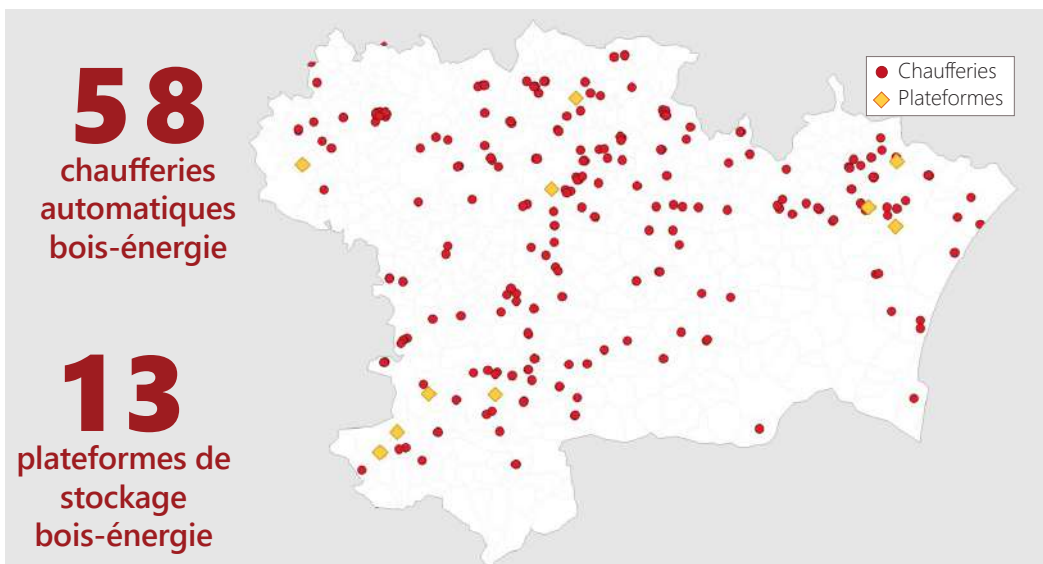 58
chaufferies
automatiques
bois-énergie
13
plateformes de
stockage
bois-énergie
Chaufferies
Plateformes